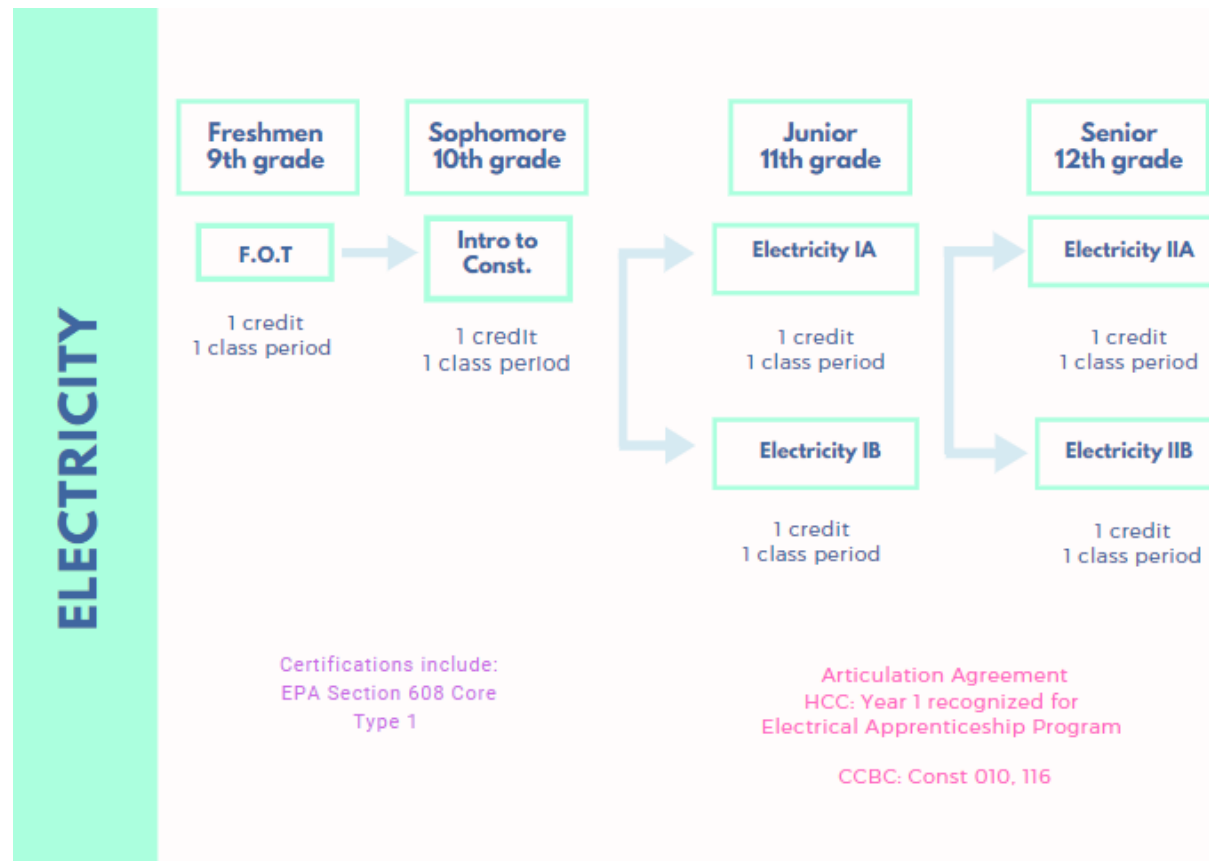 ELECTRICITY
Freshmen
9th grade
Sophomore
10th grade
Junior
11th grade
Senior
12th grade
F.O.T
Intro to
Const.
Electricity IA
Electricity IIA
1 credit
1 class period
1 credit
1 class period
1 credit
1 class period
1 credit
1 class period
Electricity IB
Electricity IIB
1 credit
1 class period
1 credit
1 class period
Certifications include:
EPA Section 608 Core
Type 1
Articulation Agreement
HCC: Year 1 recognized for
Electrical Apprenticeship Program
CCBC: Const 010, 116